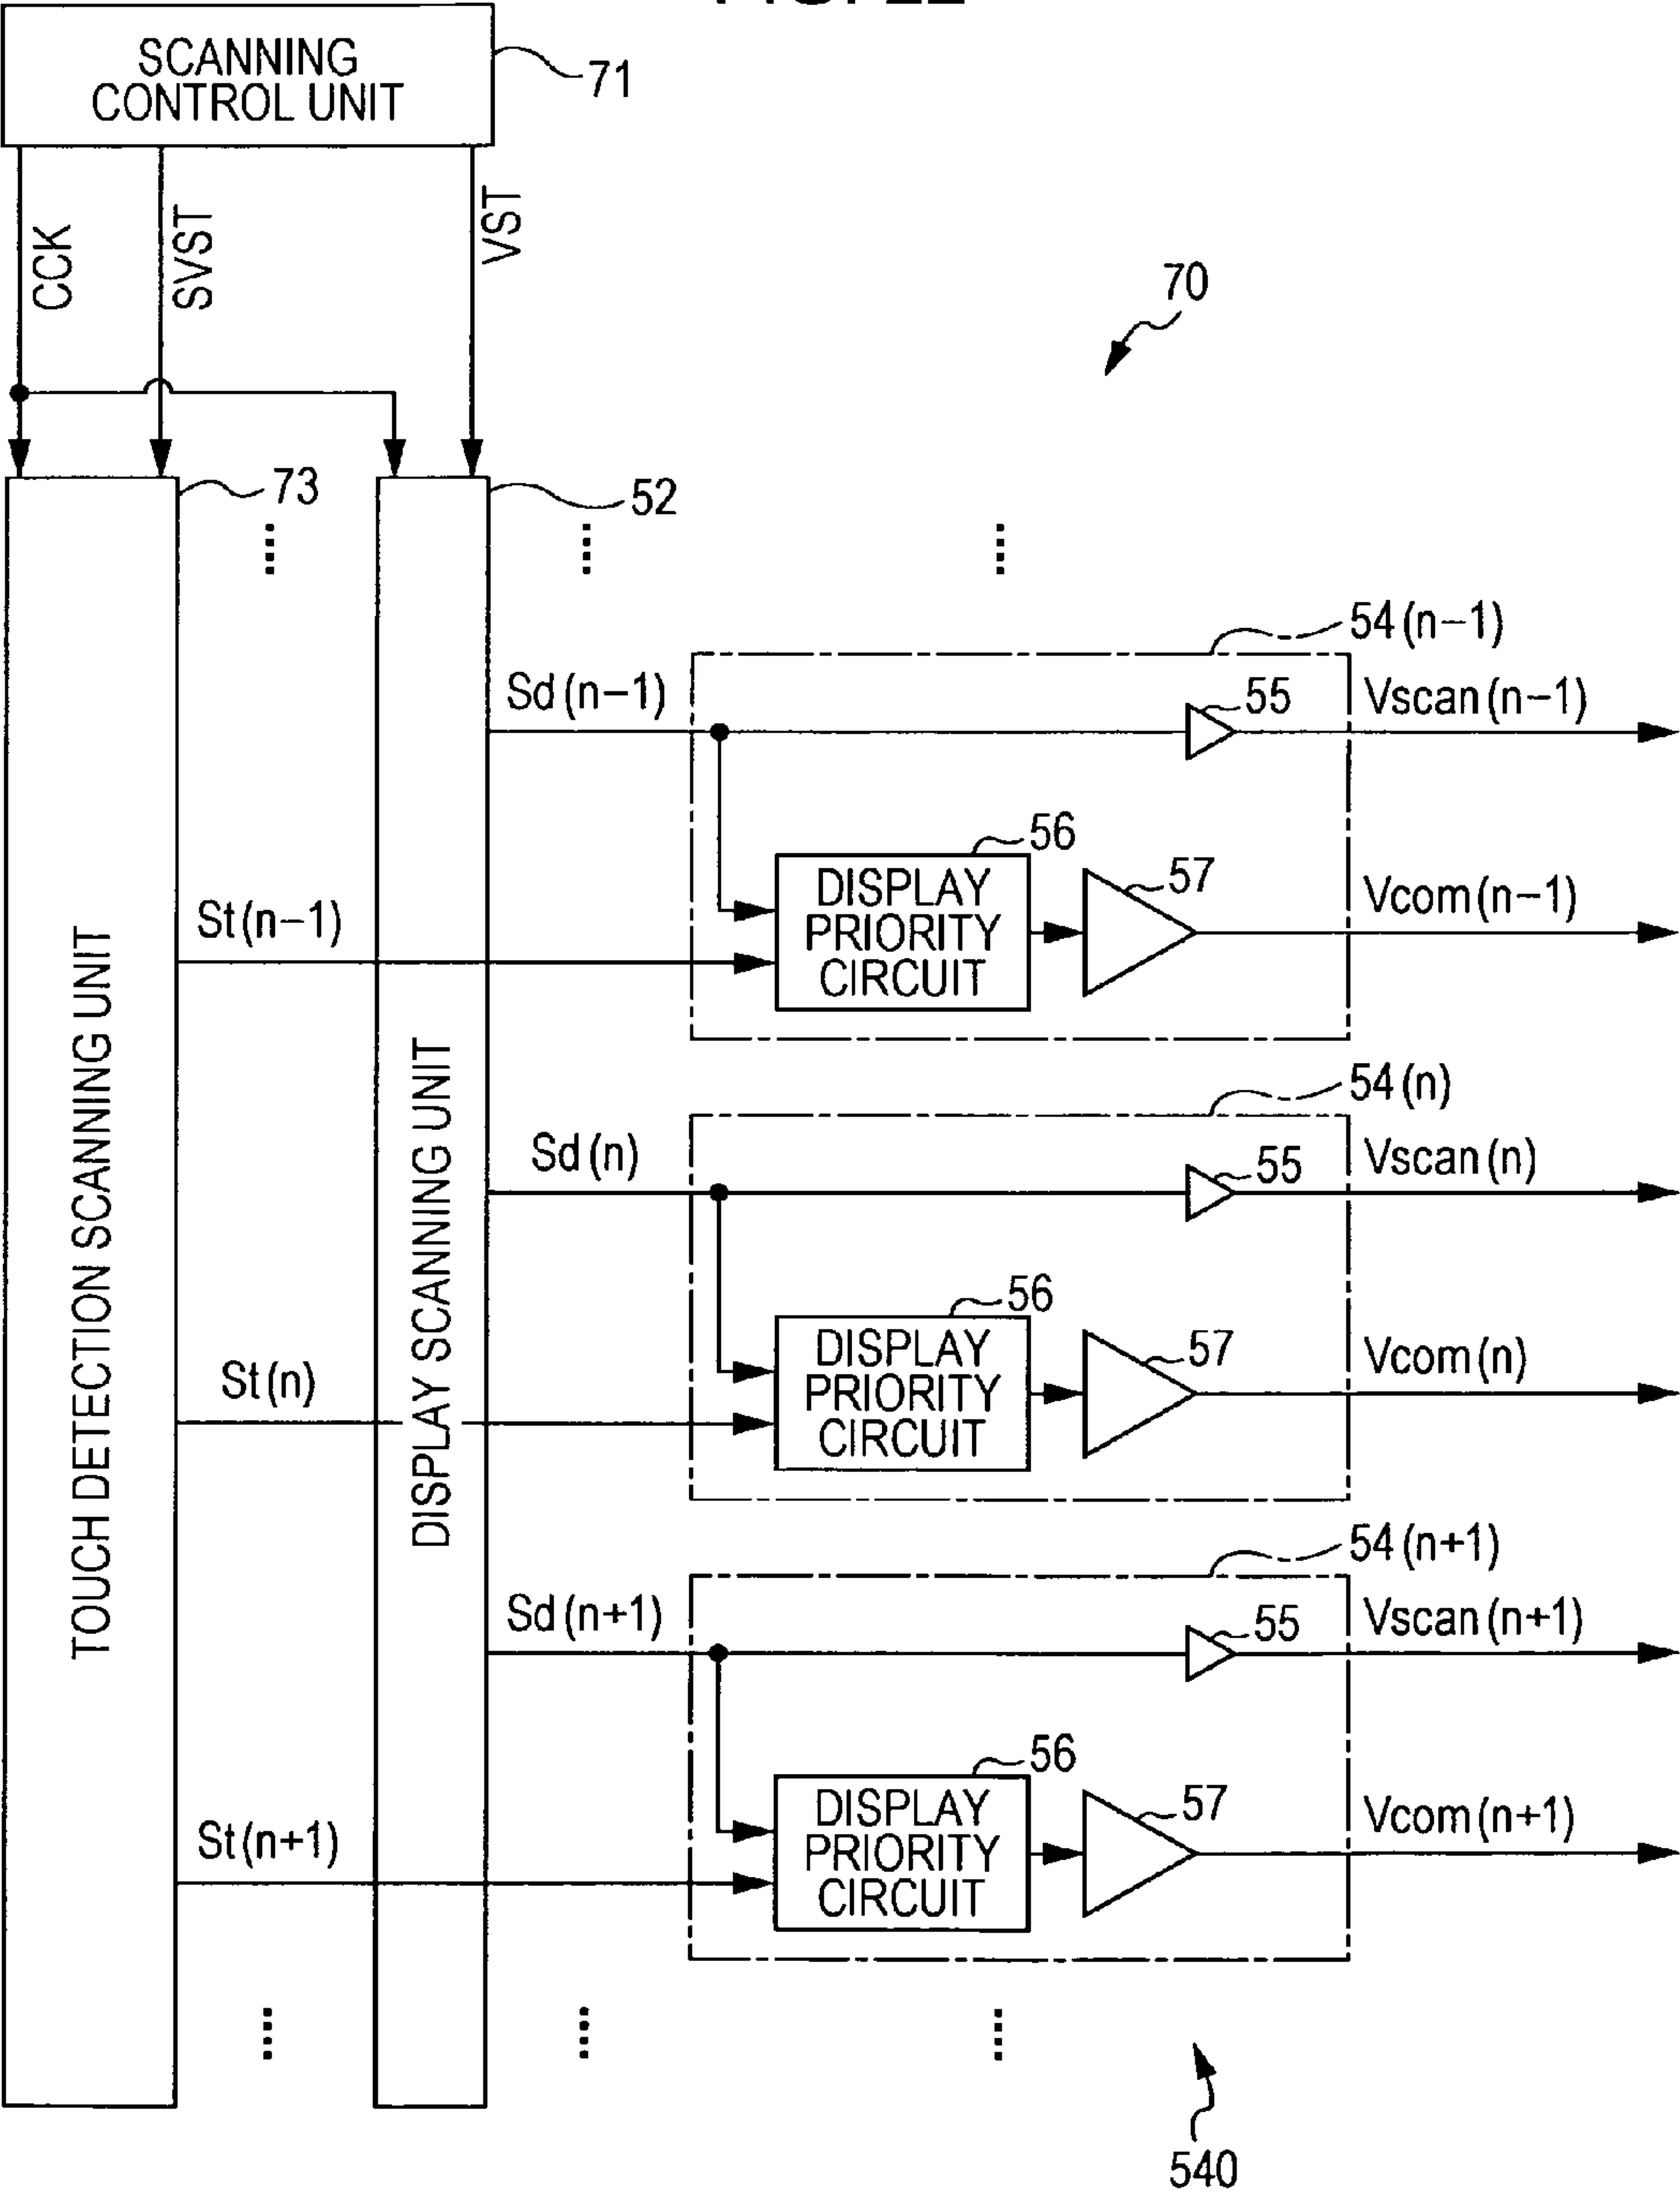 SCANNING
CONTROL UNIT
71
CCK
SVST
VST
70
73
52
54(n−1)
Sd(n−1)
55
Vscan(n−1)
56
DISPLAY
PRIORITY
CIRCUIT
57
Vcom(n−1)
St(n−1)
TOUCH DETECTION SCANNING UNIT
DISPLAY SCANNING UNIT
54(n)
Sd(n)
55
Vscan(n)
56
DISPLAY
PRIORITY
CIRCUIT
57
Vcom(n)
St(n)
54(n+1)
Sd(n+1)
55
Vscan(n+1)
56
DISPLAY
PRIORITY
CIRCUIT
57
Vcom(n+1)
St(n+1)
540